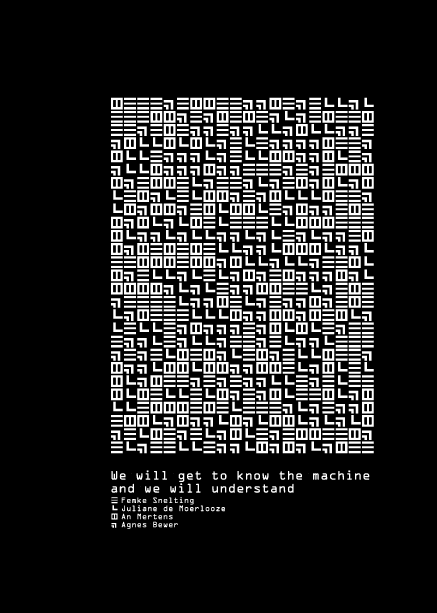 We will get to know the machine
and we will understand
Femke Snelting
Juliane de Moerlooze
An Mertens
Agnes Bewer